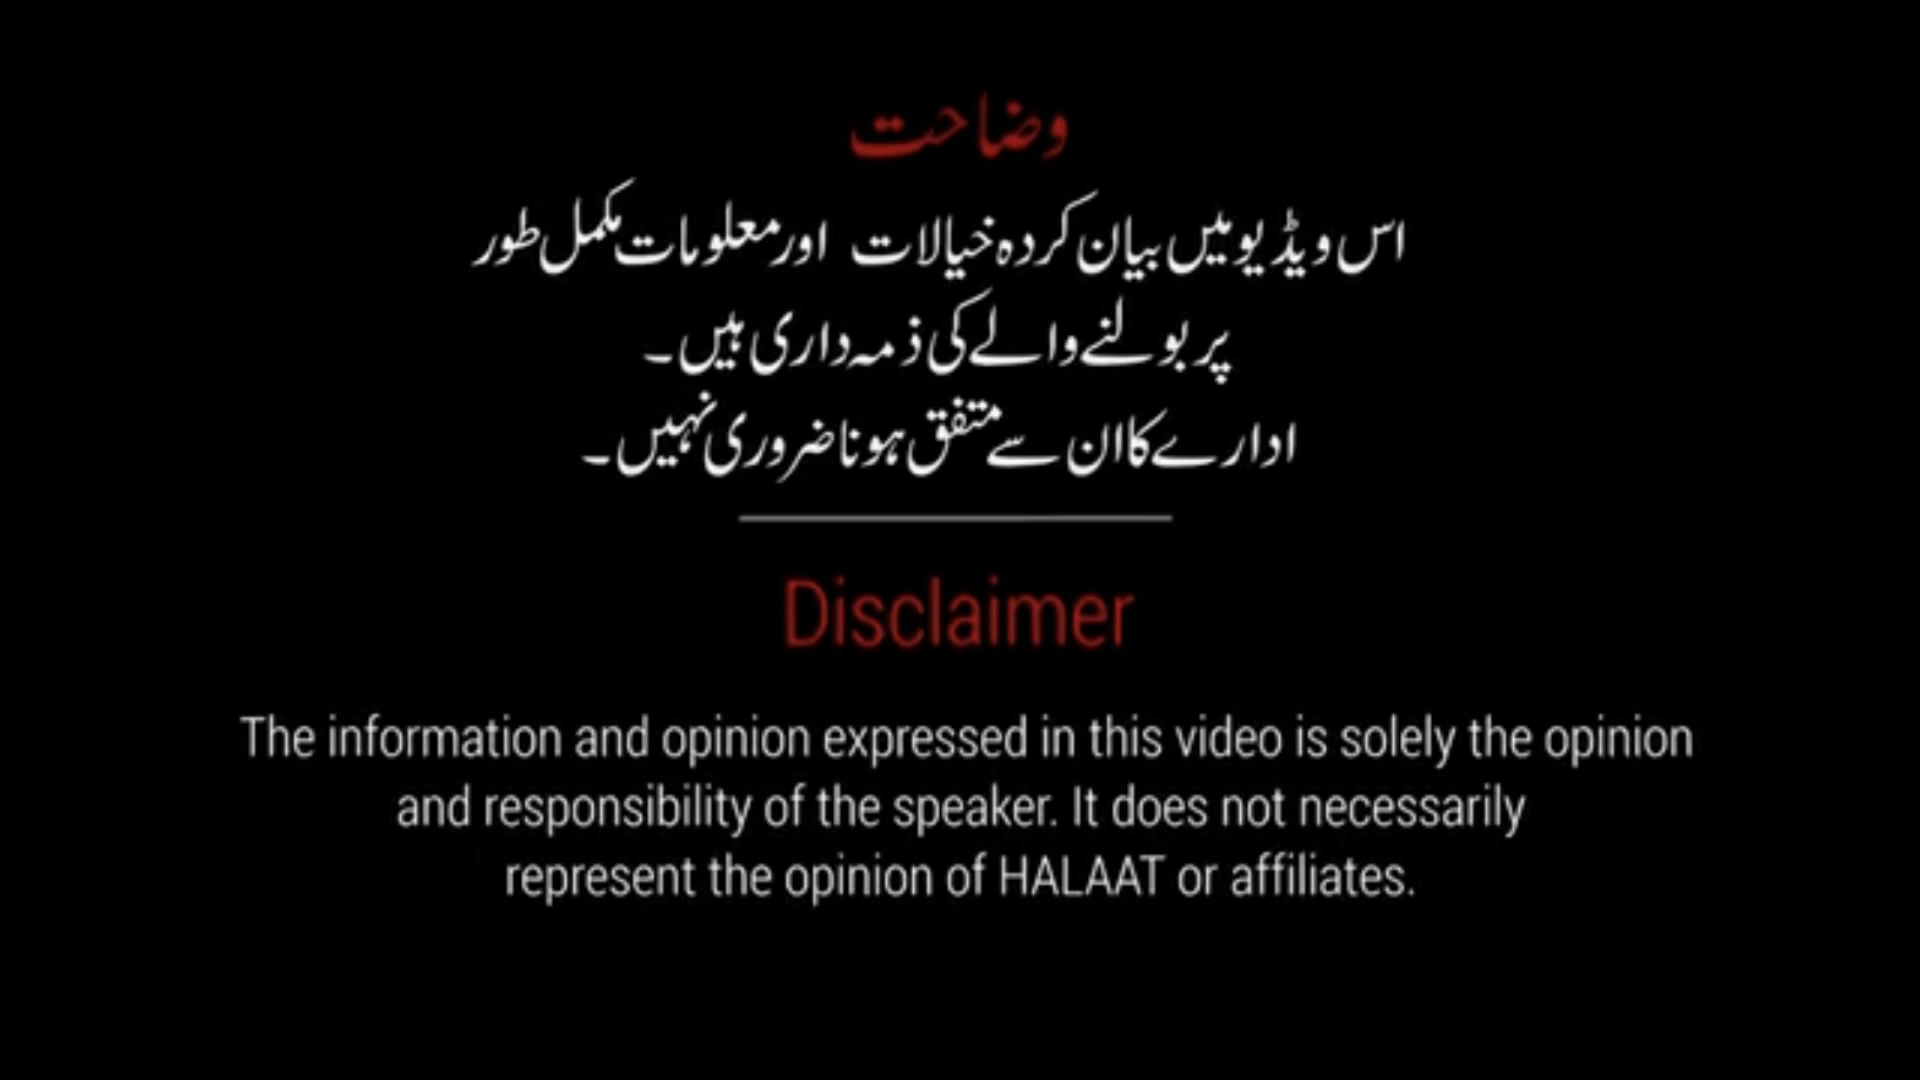 وضاحت
اس ویڈیو میں بیان کردہ خیالات اور معلومات مکمل طور
پر بولنے والے کی ذمہ داری ہیں۔
ادارے کا ان سے متفق ہونا ضروری نہیں۔
Disclaimer
The information and opinion expressed in this video is solely the opinion
and responsibility of the speaker. It does not necessarily
represent the opinion of HALAAT or affiliates.